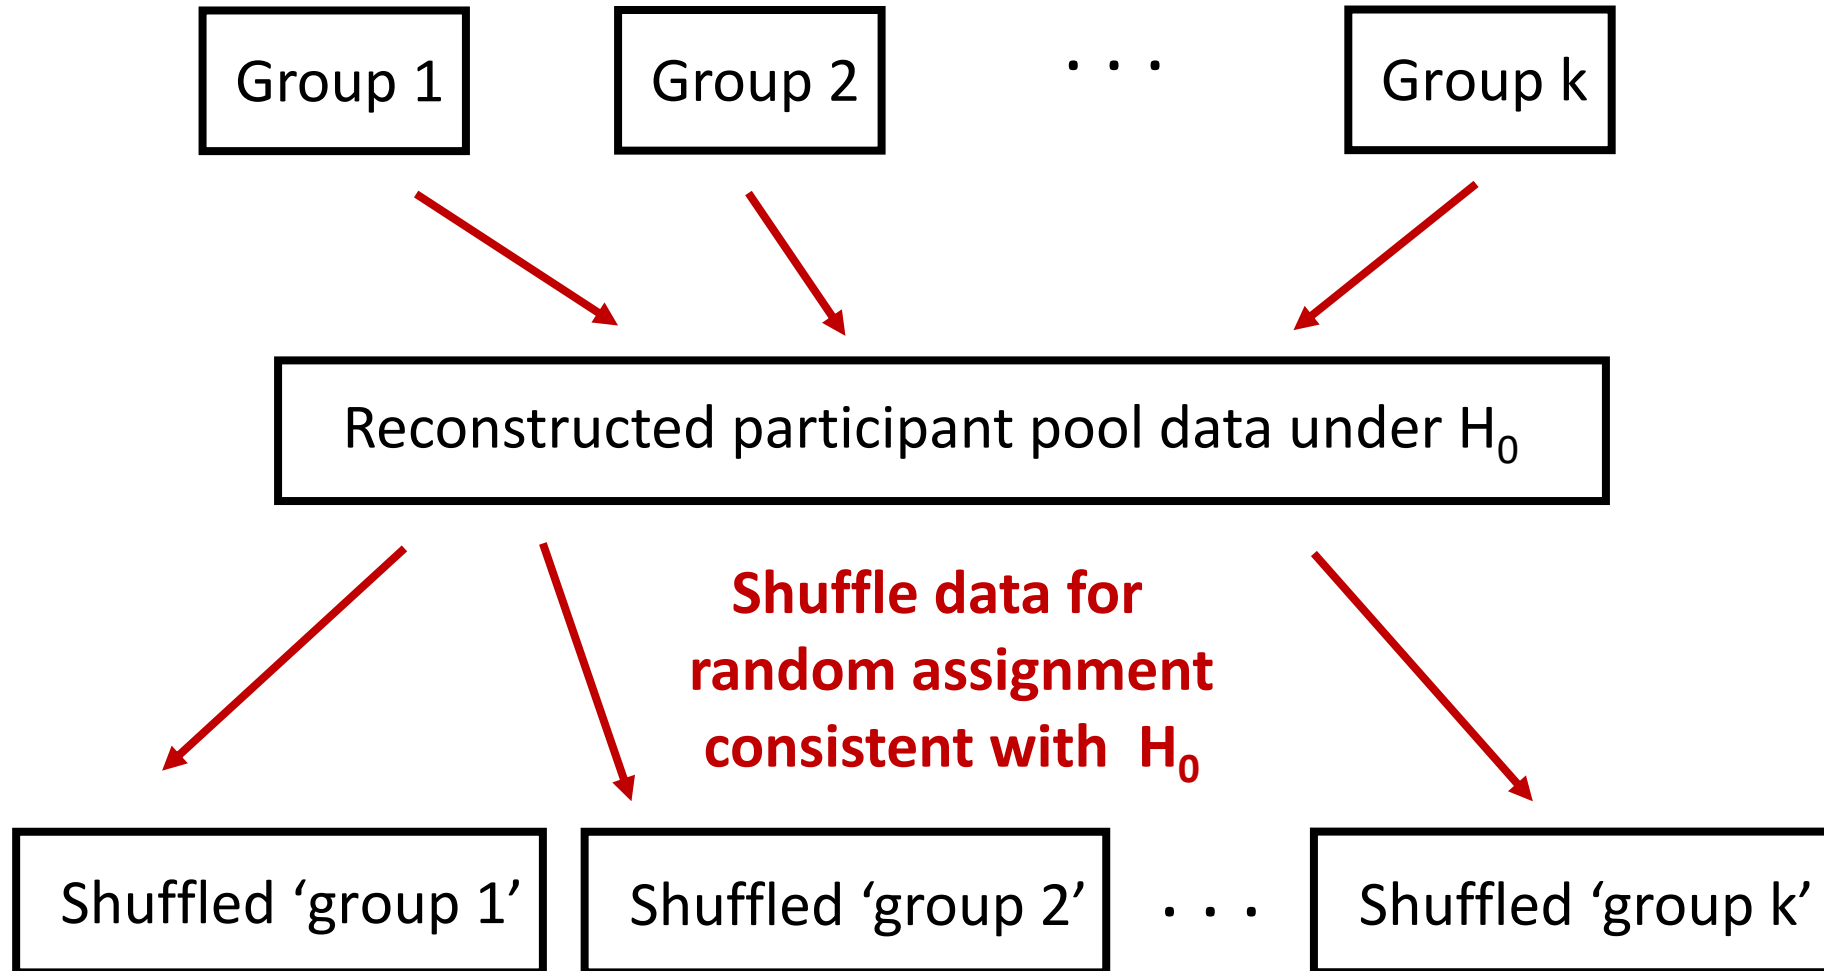 Group 1
Group 2
. . .
Group k
Reconstructed participant pool data under H₀
Shuffle data for
random assignment
consistent with H₀
Shuffled ‘group 1’
Shuffled ‘group 2’
. . .
Shuffled ‘group k’